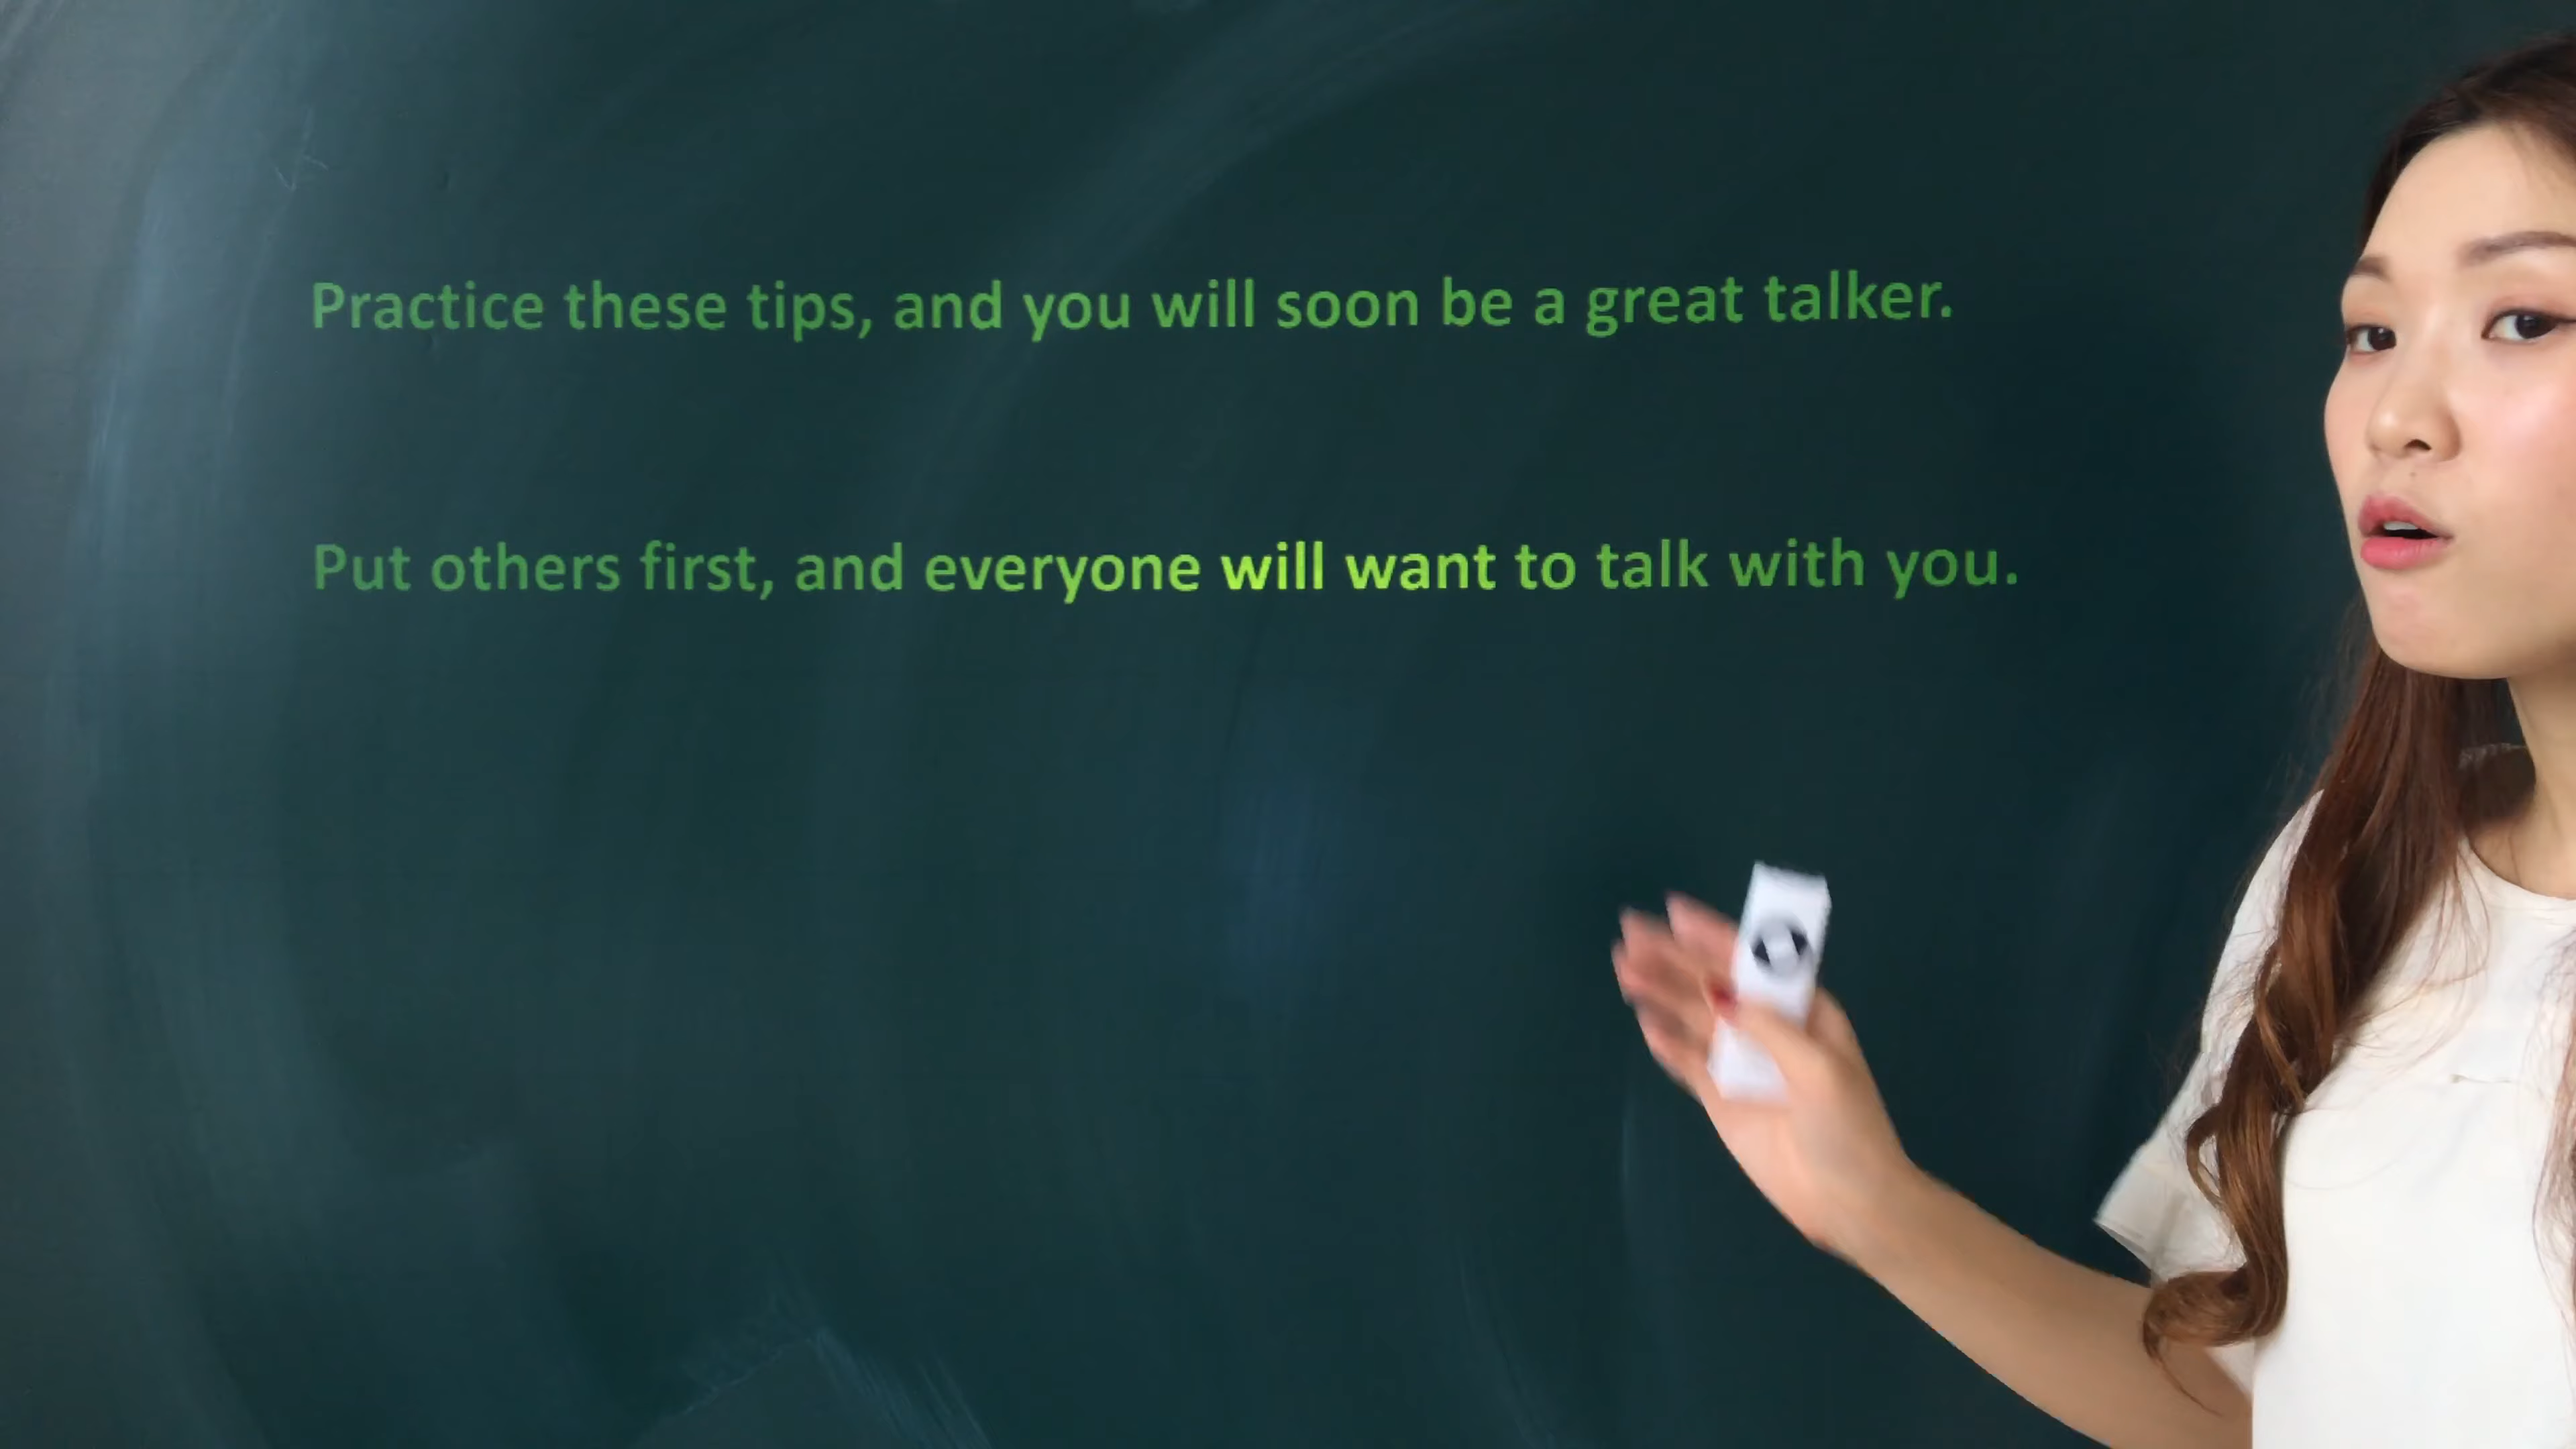 Practice these tips, and you will soon be a great talker.
Put others first, and everyone will want to talk with you.